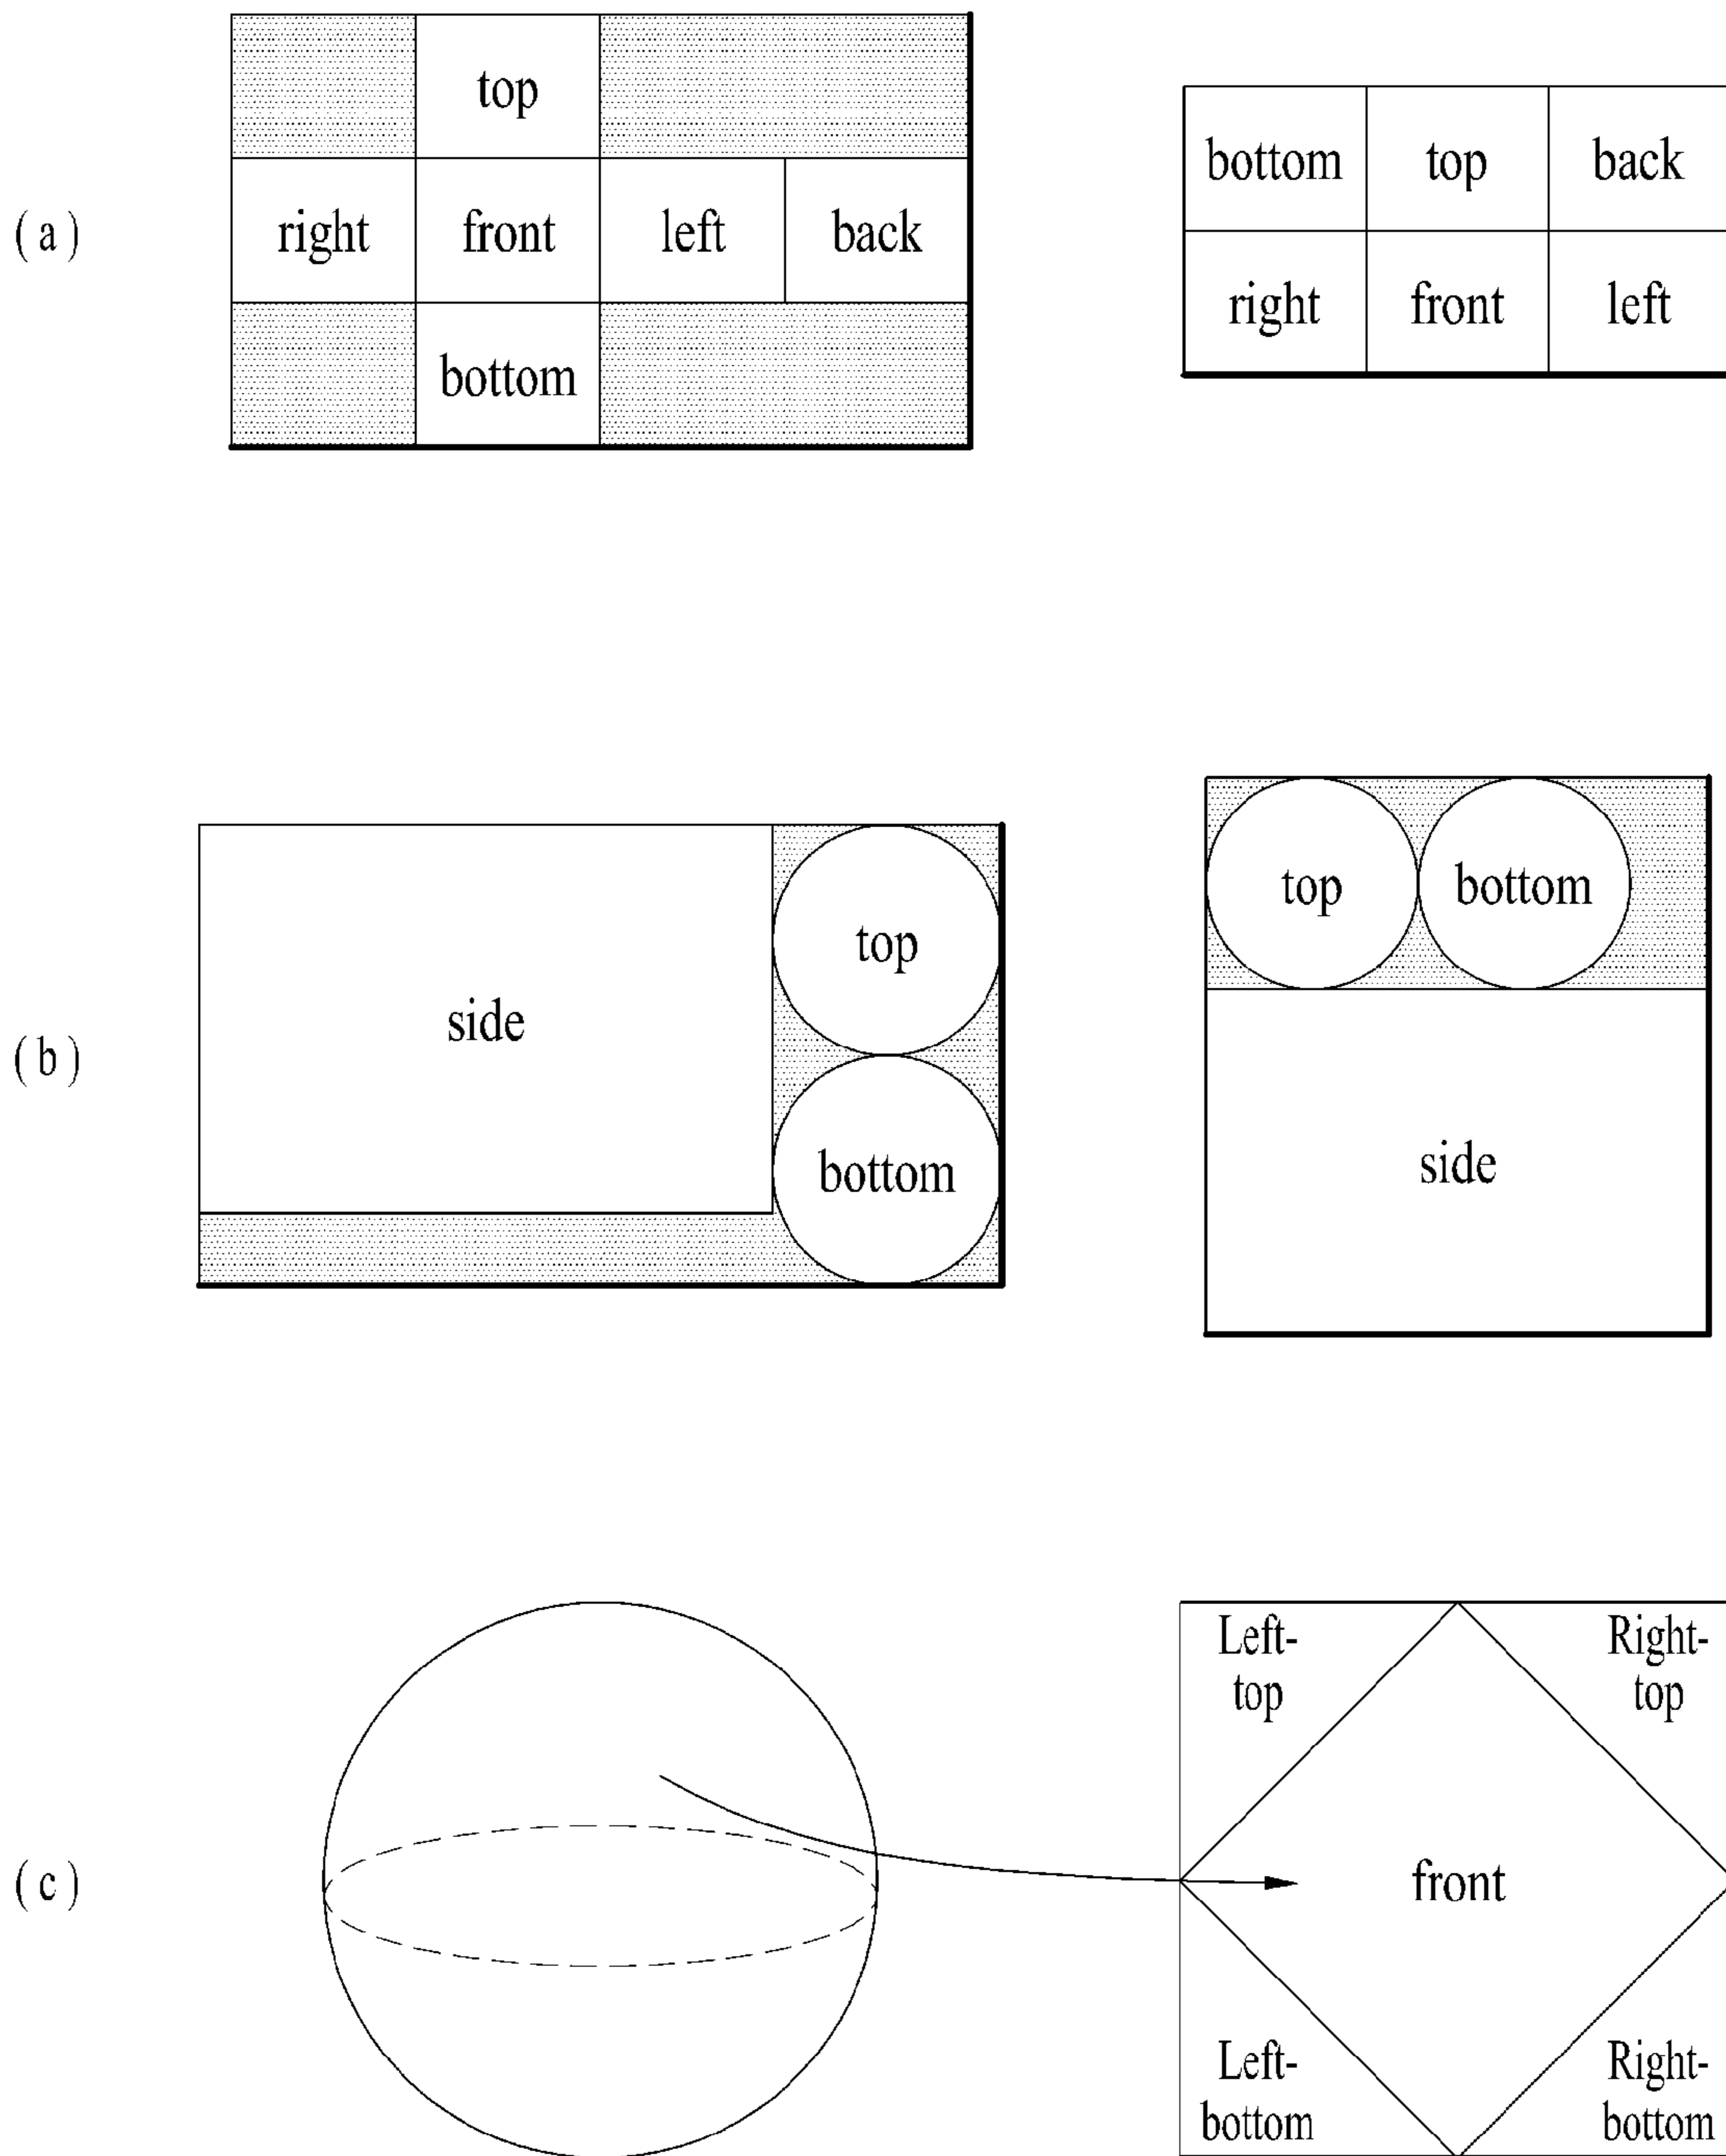 (a)
top
right front left back
bottom
bottom top back
right front left
(b)
side
top
bottom
top bottom
side
(c)
Left-
top
Right-
top
front
Left-
bottom
Right-
bottom